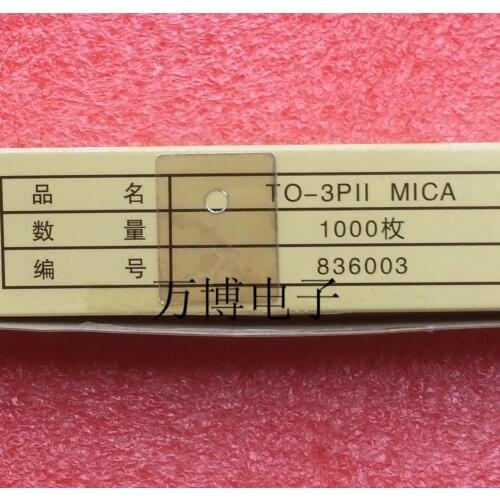 品 名 TO-3PII MICA
数 量 1000枚
编 号 836003
万博电子